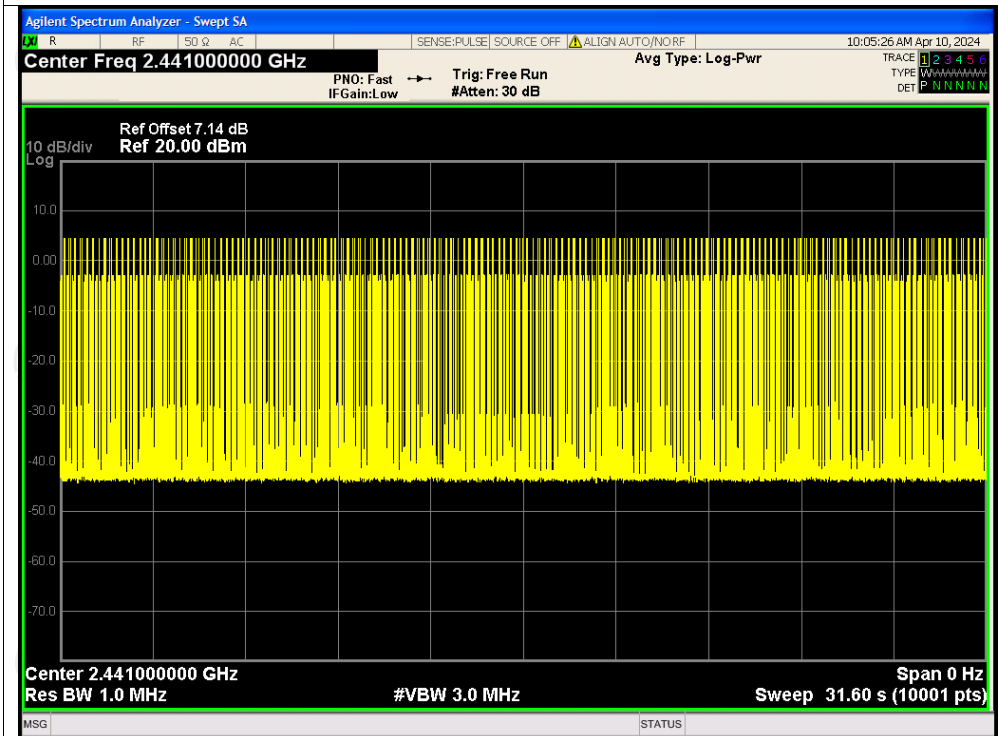 Agilent Spectrum Analyzer - Swept SA
LXI R RF 50 Ω AC SENSE:PULSE SOURCE OFF ALIGN AUTO/NO RF 10:05:26 AM Apr 10, 2024
Center Freq 2.441000000 GHz
Avg Type: Log-Pwr
TRACE 1 2 3 4 5 6
PNO: Fast Trig: Free Run
TYPE
IFGain:Low #Atten: 30 dB
DET P N N N N N
Ref Offset 7.14 dB
10 dB/div Ref 20.00 dBm
Log
10.0
0.00
-10.0
-20.0
-30.0
-40.0
-50.0
-60.0
-70.0
Center 2.441000000 GHz Span 0 Hz
Res BW 1.0 MHz #VBW 3.0 MHz Sweep 31.60 s (10001 pts)
MSG STATUS